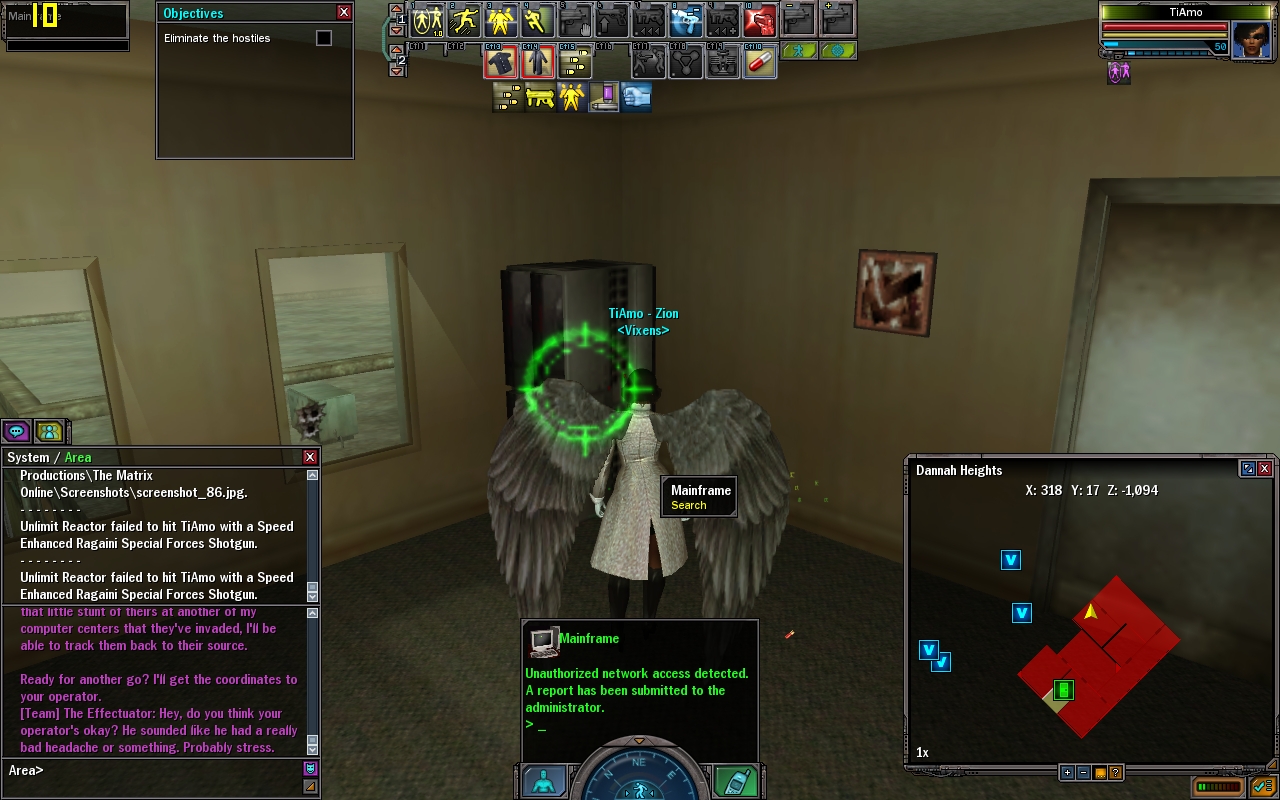 Mainframe
10
Objectives
Eliminate the hostiles
TiAmo
50
TiAmo - Zion
<Vixens>
Mainframe
Search
System / Area
Productions\The Matrix
Online\Screenshots\screenshot_86.jpg.
- - - - - - - -
Unlimit Reactor failed to hit TiAmo with a Speed
Enhanced Ragaini Special Forces Shotgun.
- - - - - - - -
Unlimit Reactor failed to hit TiAmo with a Speed
Enhanced Ragaini Special Forces Shotgun.
that little stunt of theirs at another of my
computer centers that they've invaded, I'll be
able to track them back to their source.
Ready for another go? I'll get the coordinates to
your operator.
[Team] The Effectuator: Hey, do you think your
operator's okay? He sounded like he had a really
bad headache or something. Probably stress.
Area>
Mainframe
Unauthorized network access detected.
A report has been submitted to the
administrator.
> _
N
NE
E
Dannah Heights
X: 318 Y: 17 Z: -1,094
V
V
V
V
1x